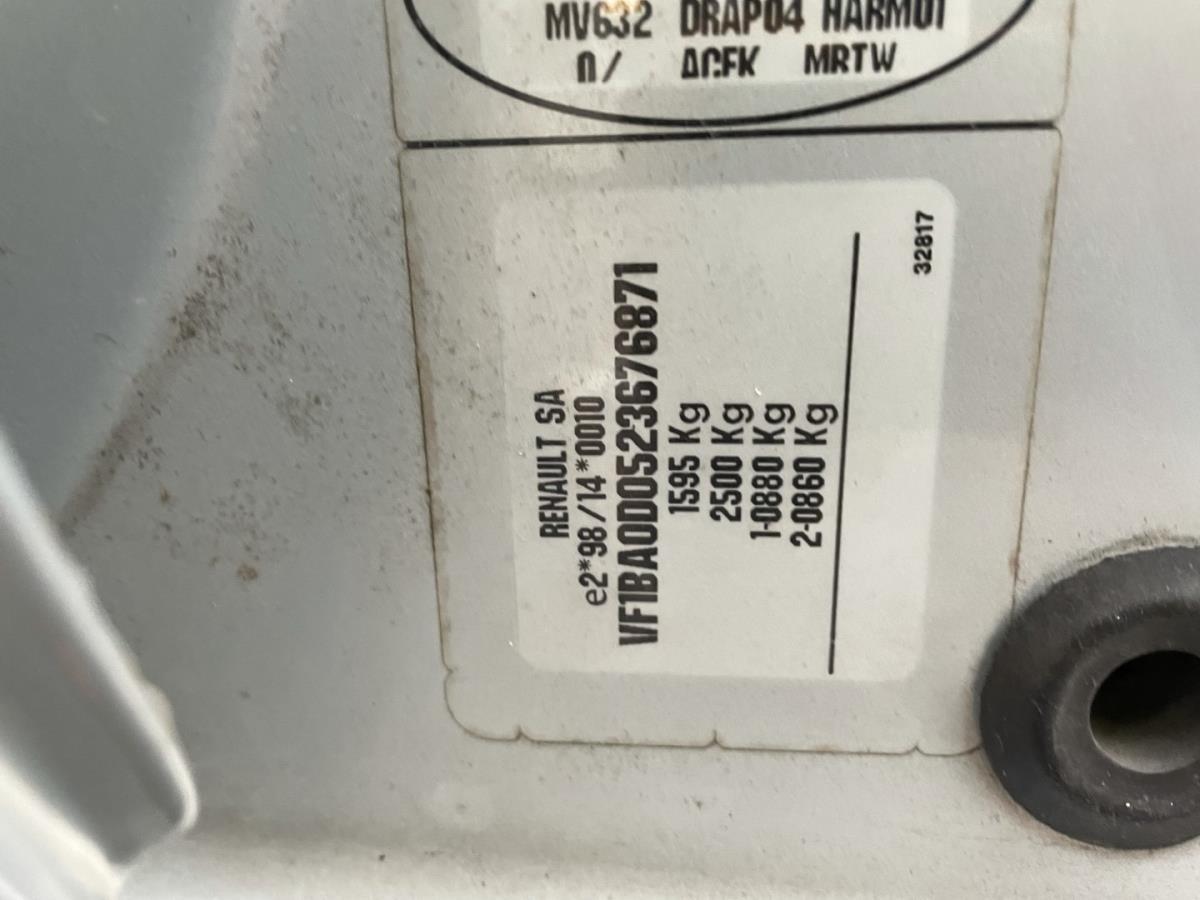 MV632 DRAP04 HARM01
0/ ACFK MRTW
RENAULT SA
e2*98/14*0010
VF1BA0D0523676871
1595 Kg
2500 Kg
1-0880 Kg
2-0860 Kg
32817